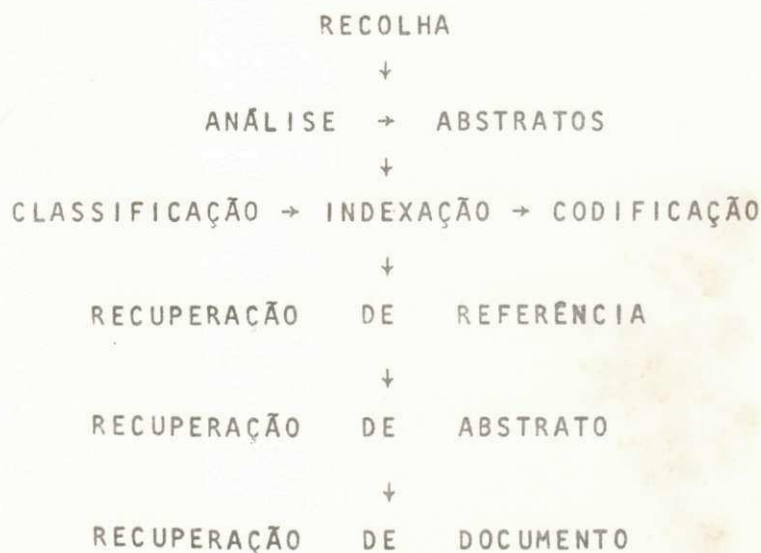 RECOLHA
↓
ANÁLISE → ABSTRATOS
↓
CLASSIFICAÇÃO → INDEXAÇÃO → CODIFICAÇÃO
↓
RECUPERAÇÃO DE REFERÊNCIA
↓
RECUPERAÇÃO DE ABSTRATO
↓
RECUPERAÇÃO DE DOCUMENTO